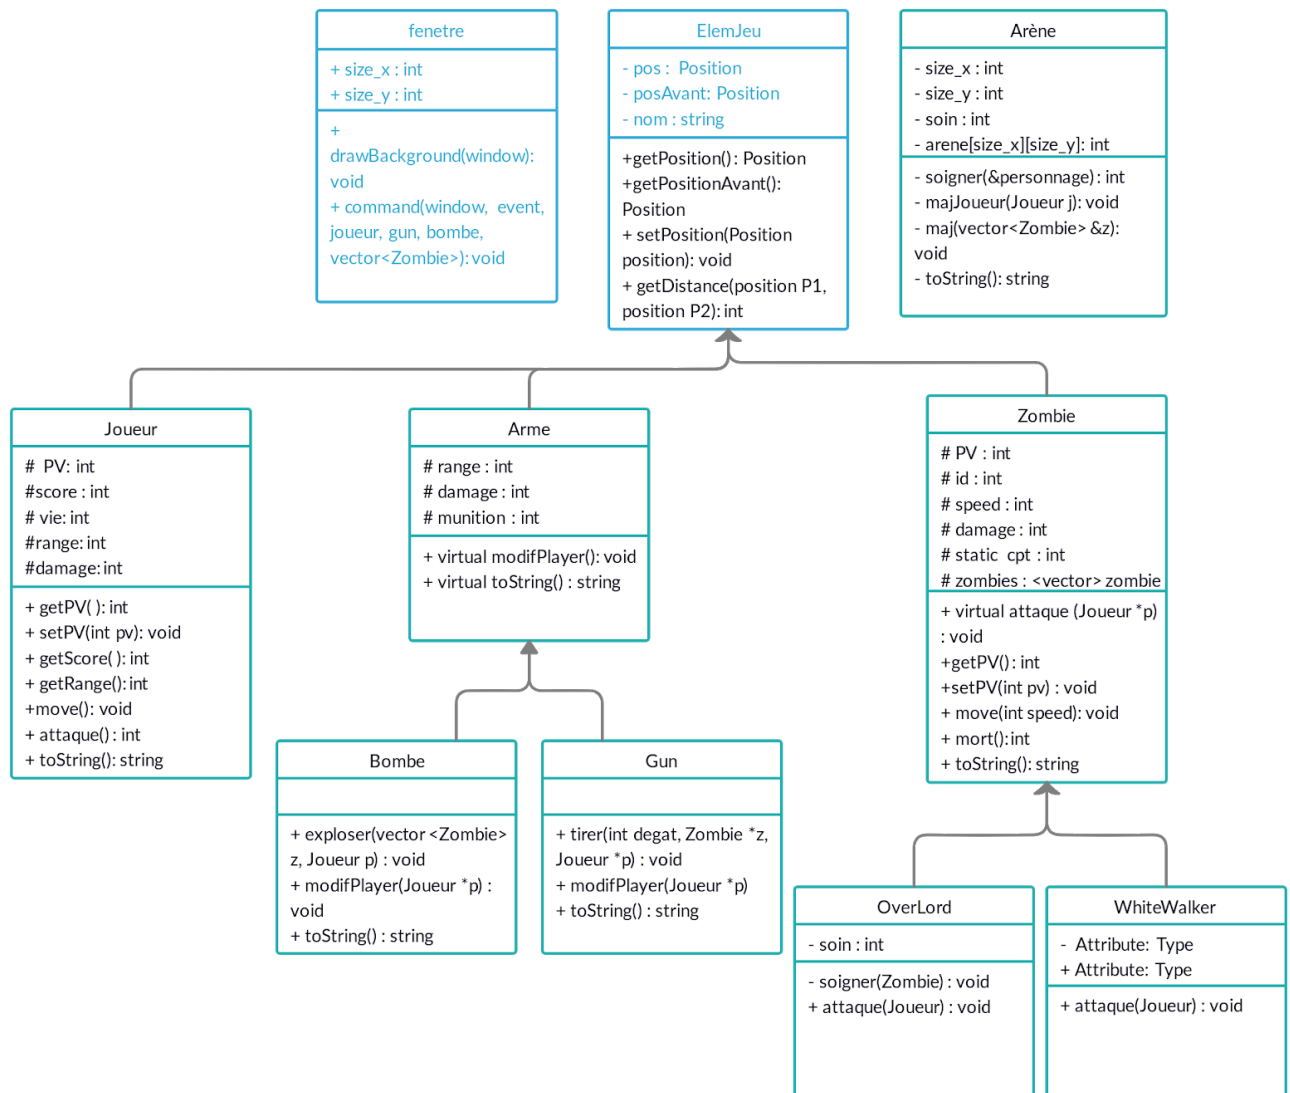 fenetre
+ size_x : int
+ size_y : int
+
drawBackground(window):
void
+ command(window, event,
joueur, gun, bombe,
vector<Zombie>): void
ElemJeu
- pos : Position
- posAvant: Position
- nom : string
+getPosition() : Position
+getPositionAvant():
Position
+ setPosition(Position
position): void
+ getDistance(position P1,
position P2): int
Arène
- size_x : int
- size_y : int
- soin : int
- arene[size_x][size_y]: int
- soigner(&personnage) : int
- majJoueur(Joueur j): void
- maj(vector<Zombie> &z):
void
- toString(): string
Joueur
# PV: int
#score : int
# vie: int
#range: int
#damage: int
+ getPV( ): int
+ setPV(int pv): void
+ getScore( ): int
+ getRange(): int
+move(): void
+ attaque() : int
+ toString(): string
Arme
# range : int
# damage : int
# munition : int
+ virtual modifPlayer(): void
+ virtual toString() : string
Zombie
# PV : int
# id : int
# speed : int
# damage : int
# static cpt : int
# zombies : <vector> zombie
+ virtual attaque (Joueur *p)
: void
+getPV() : int
+setPV(int pv) : void
+ move(int speed): void
+ mort(): int
+ toString(): string
Bombe
+ exploser(vector <Zombie>
z, Joueur p) : void
+ modifPlayer(Joueur *p) :
void
+ toString() : string
Gun
+ tirer(int degat, Zombie *z,
Joueur *p) : void
+ modifPlayer(Joueur *p)
+ toString() : string
OverLord
- soin : int
- soigner(Zombie) : void
+ attaque(Joueur) : void
WhiteWalker
- Attribute: Type
+ Attribute: Type
+ attaque(Joueur) : void